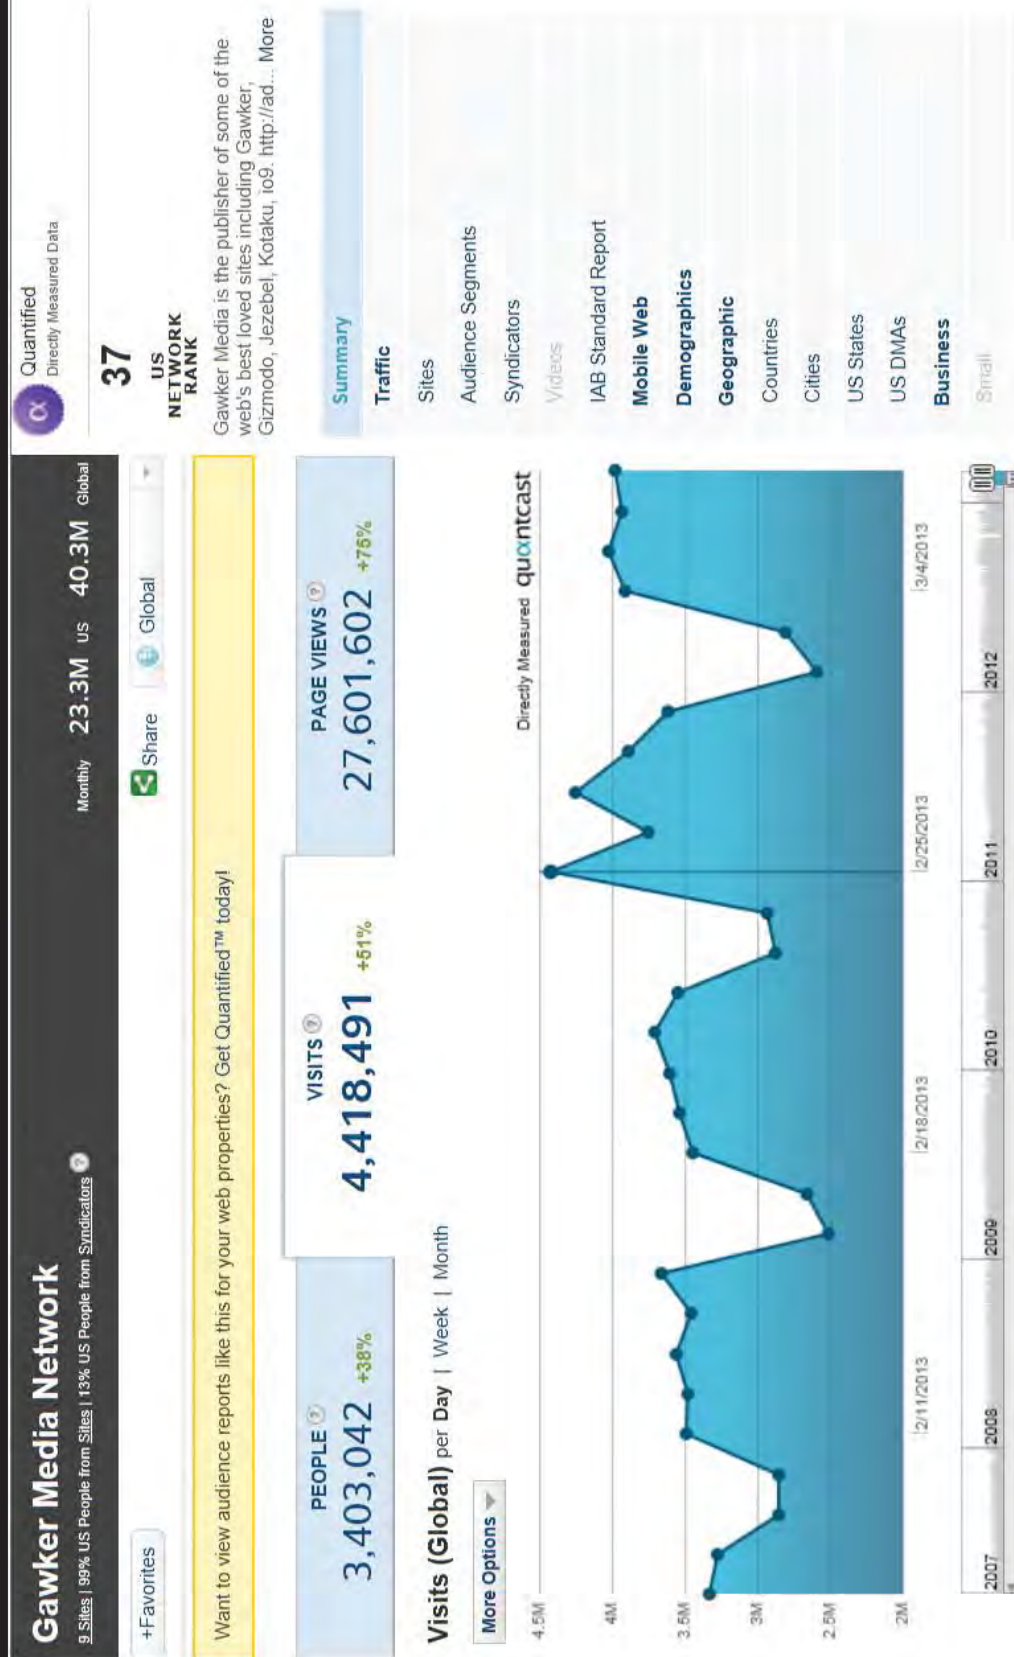 Gawker Media Network
9 Sites | 99% US People from Sites | 13% US People from Syndicators ?
Monthly 23.3M US 40.3M Global
+Favorites
Share
Global
Want to view audience reports like this for your web properties? Get Quantified™ today!
PEOPLE ?
3,403,042 +38%
VISITS ?
4,418,491 +51%
PAGE VIEWS ?
27,601,602 +75%
Visits (Global) per Day | Week | Month
More Options
Directly Measured quantcast
4.5M
4M
3.5M
3M
2.5M
2M
2/11/2013
2/18/2013
2/25/2013
3/4/2013
2007
2008
2009
2010
2011
2012
α
Quantified
Directly Measured Data
37
US
NETWORK
RANK
Gawker Media is the publisher of some of the
web's best loved sites including Gawker,
Gizmodo, Jezebel, Kotaku, io9. http://ad... More
Summary
Traffic
Sites
Audience Segments
Syndicators
Videos
IAB Standard Report
Mobile Web
Demographics
Geographic
Countries
Cities
US States
US DMAs
Business
Small